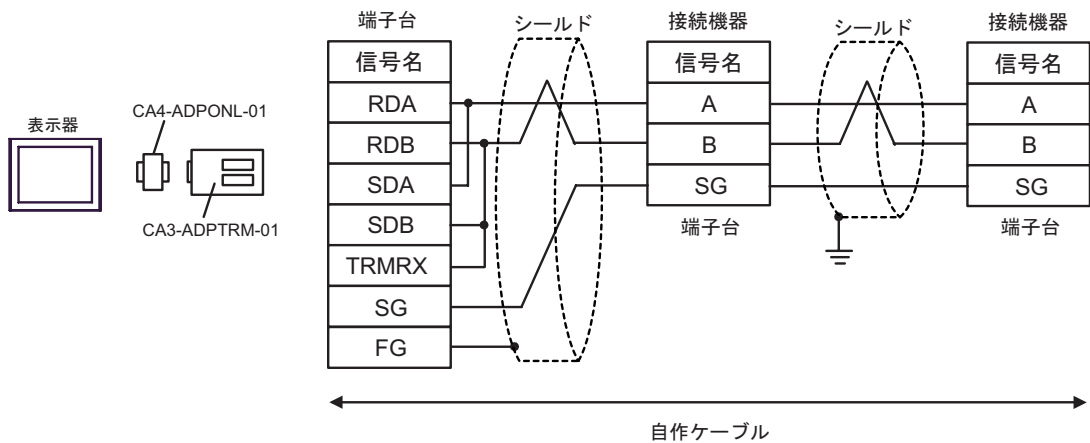 表示器
CA4-ADPONL-01
CA3-ADPTRM-01
端子台
信号名
RDA
RDB
SDA
SDB
TRMRX
SG
FG
シールド
接続機器
信号名
A
B
SG
端子台
シールド
接続機器
信号名
A
B
SG
端子台
自作ケーブル